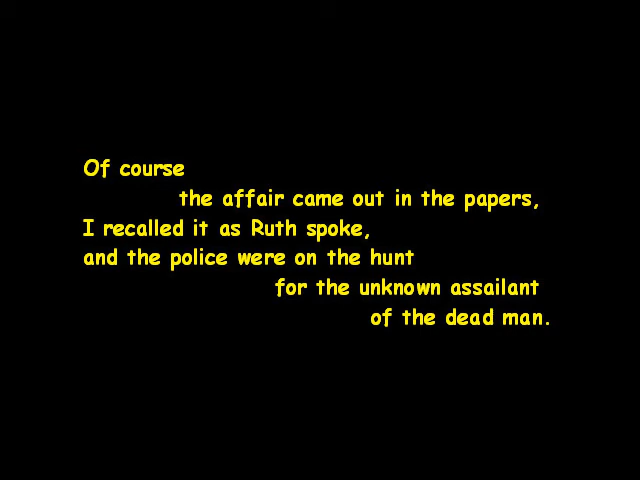 Of course
the affair came out in the papers,
I recalled it as Ruth spoke,
and the police were on the hunt
for the unknown assailant
of the dead man.